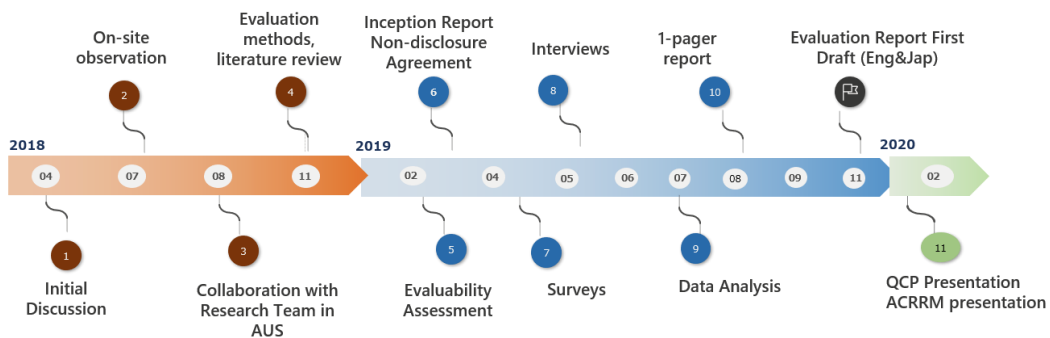 On-site
observation
Evaluation
methods,
literature review
Inception Report
Non-disclosure
Agreement
Interviews
1-pager
report
Evaluation Report First
Draft (Eng&Jap)
2
4
6
8
10
2018
2019
2020
04
07
08
11
02
04
05
06
07
08
09
11
02
1
3
5
7
9
11
Initial
Discussion
Collaboration with
Research Team in
AUS
Evaluability
Assessment
Surveys
Data Analysis
QCP Presentation
ACRRM presentation